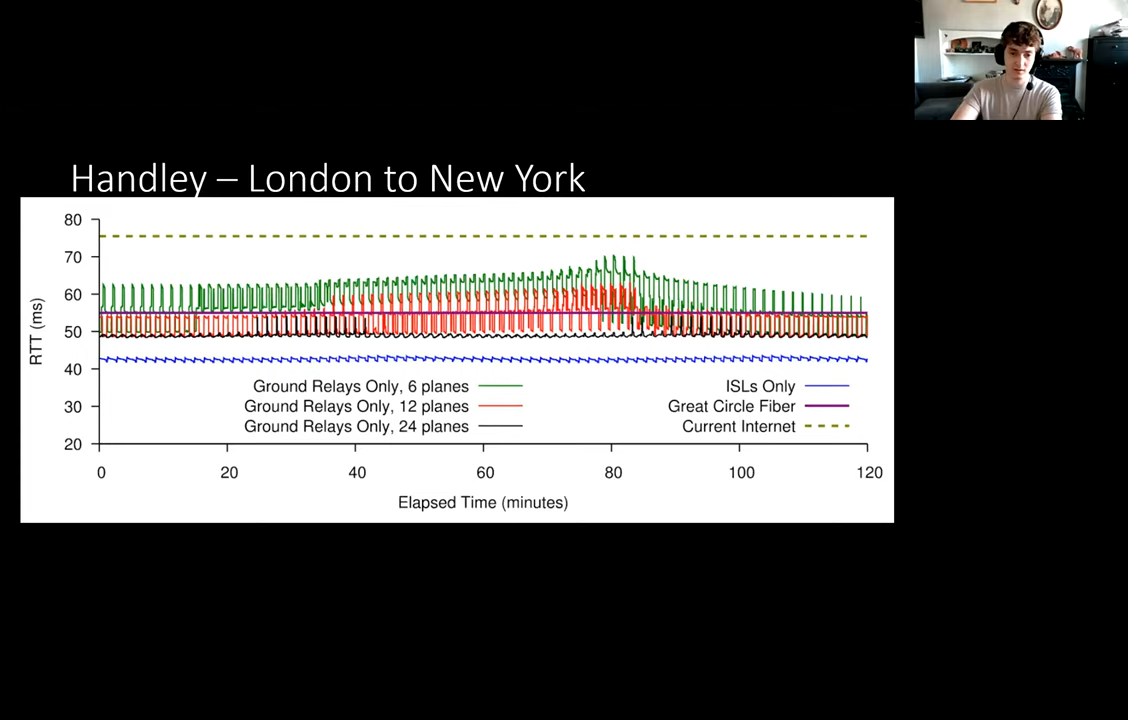 Handley – London to New York
80
70
60
50
40
30
20
RTT (ms)
Ground Relays Only, 6 planes
Ground Relays Only, 12 planes
Ground Relays Only, 24 planes
ISLs Only
Great Circle Fiber
Current Internet
0 20 40 60 80 100 120
Elapsed Time (minutes)